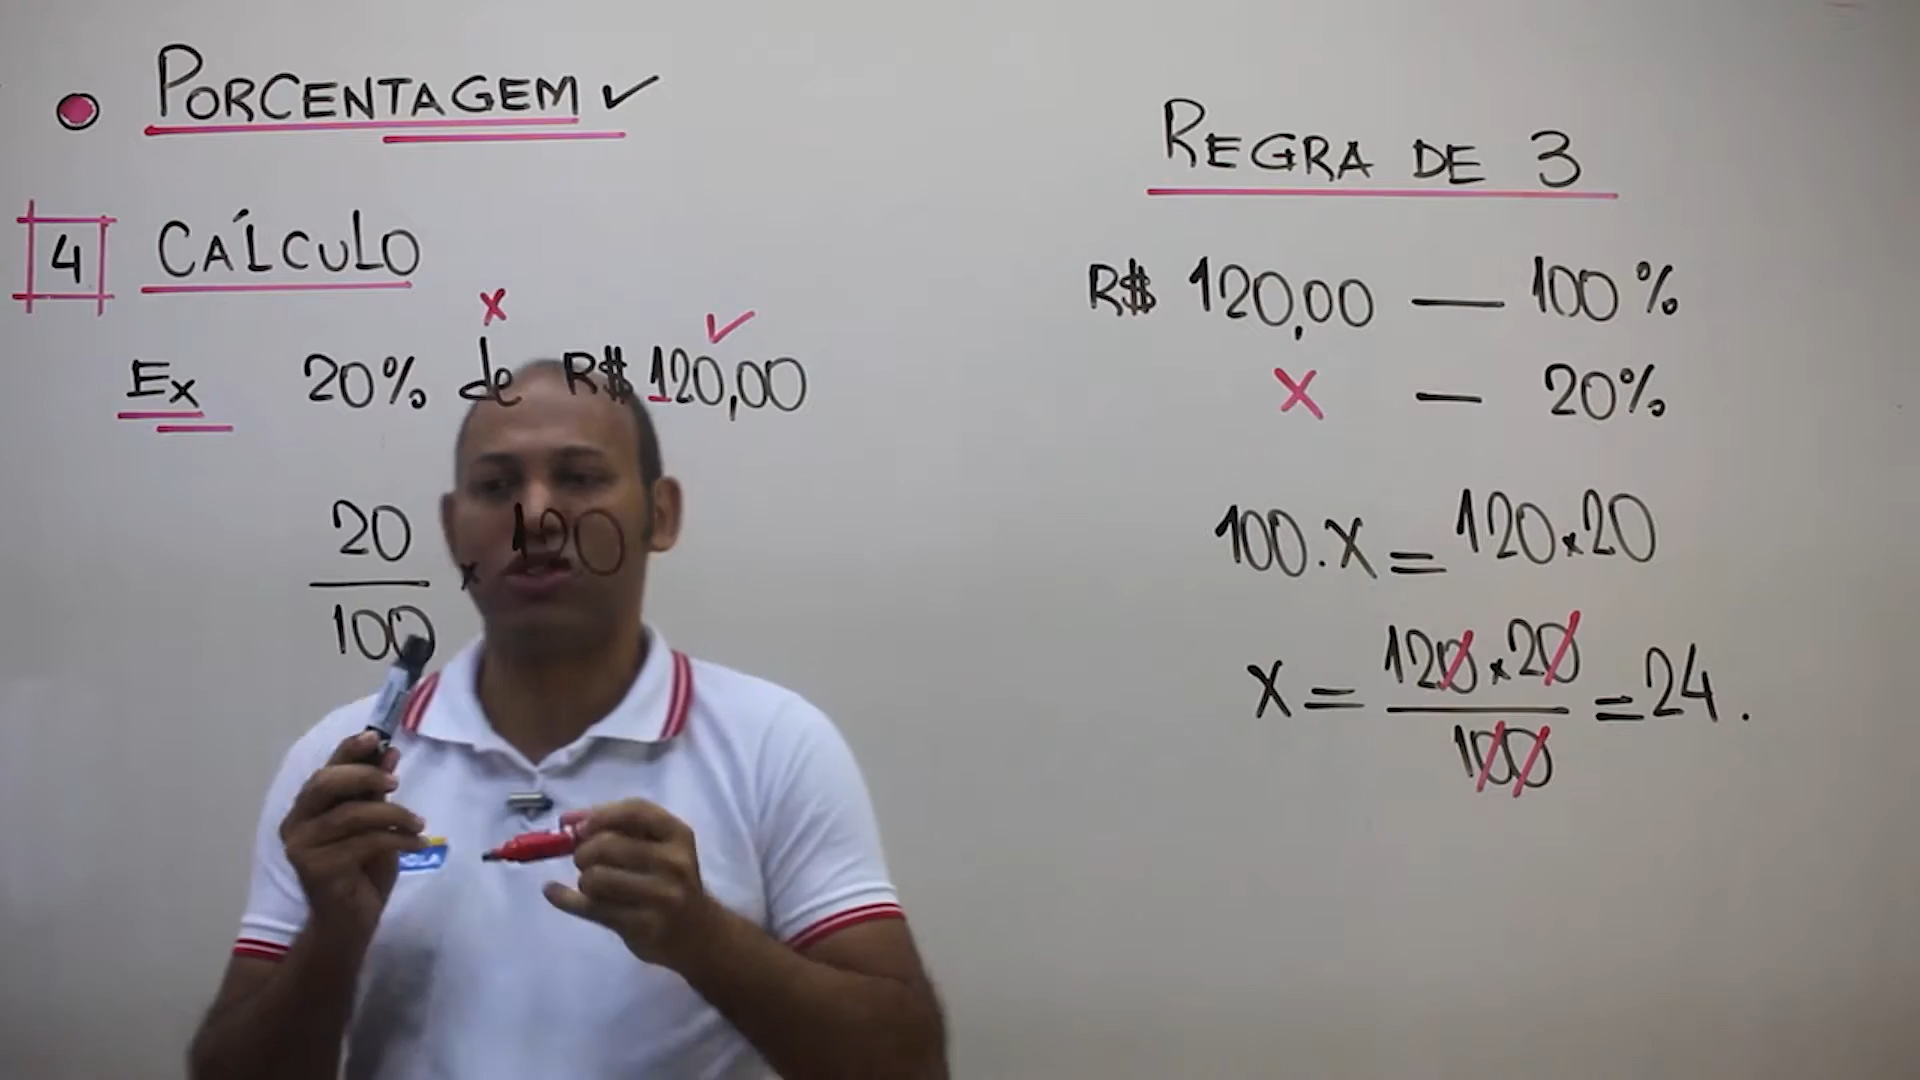 PORCENTAGEM ✓
4 CÁLCULO
x ✓
Ex 20% de R$ 120,00
20
x 120
100
REGRA DE 3
R$ 120,00 — 100%
x — 20%
100.x = 120x20
120x20
x = = 24.
100